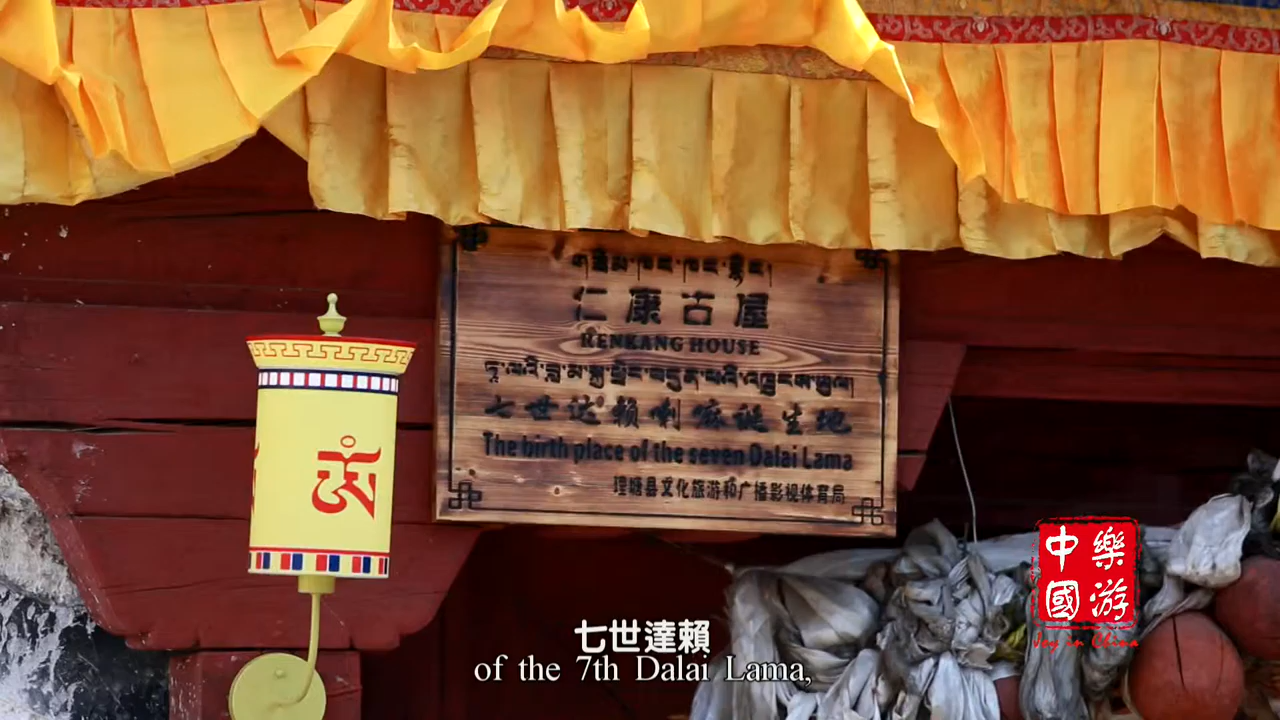 仁康古屋
RENKANG HOUSE
七世达赖喇嘛诞生地
The birth place of the seven Dalai Lama
理塘县文化旅游和广播影视体育局
ཨོཾ
樂游
中國
Joy in China
七世達賴
of the 7th Dalai Lama,